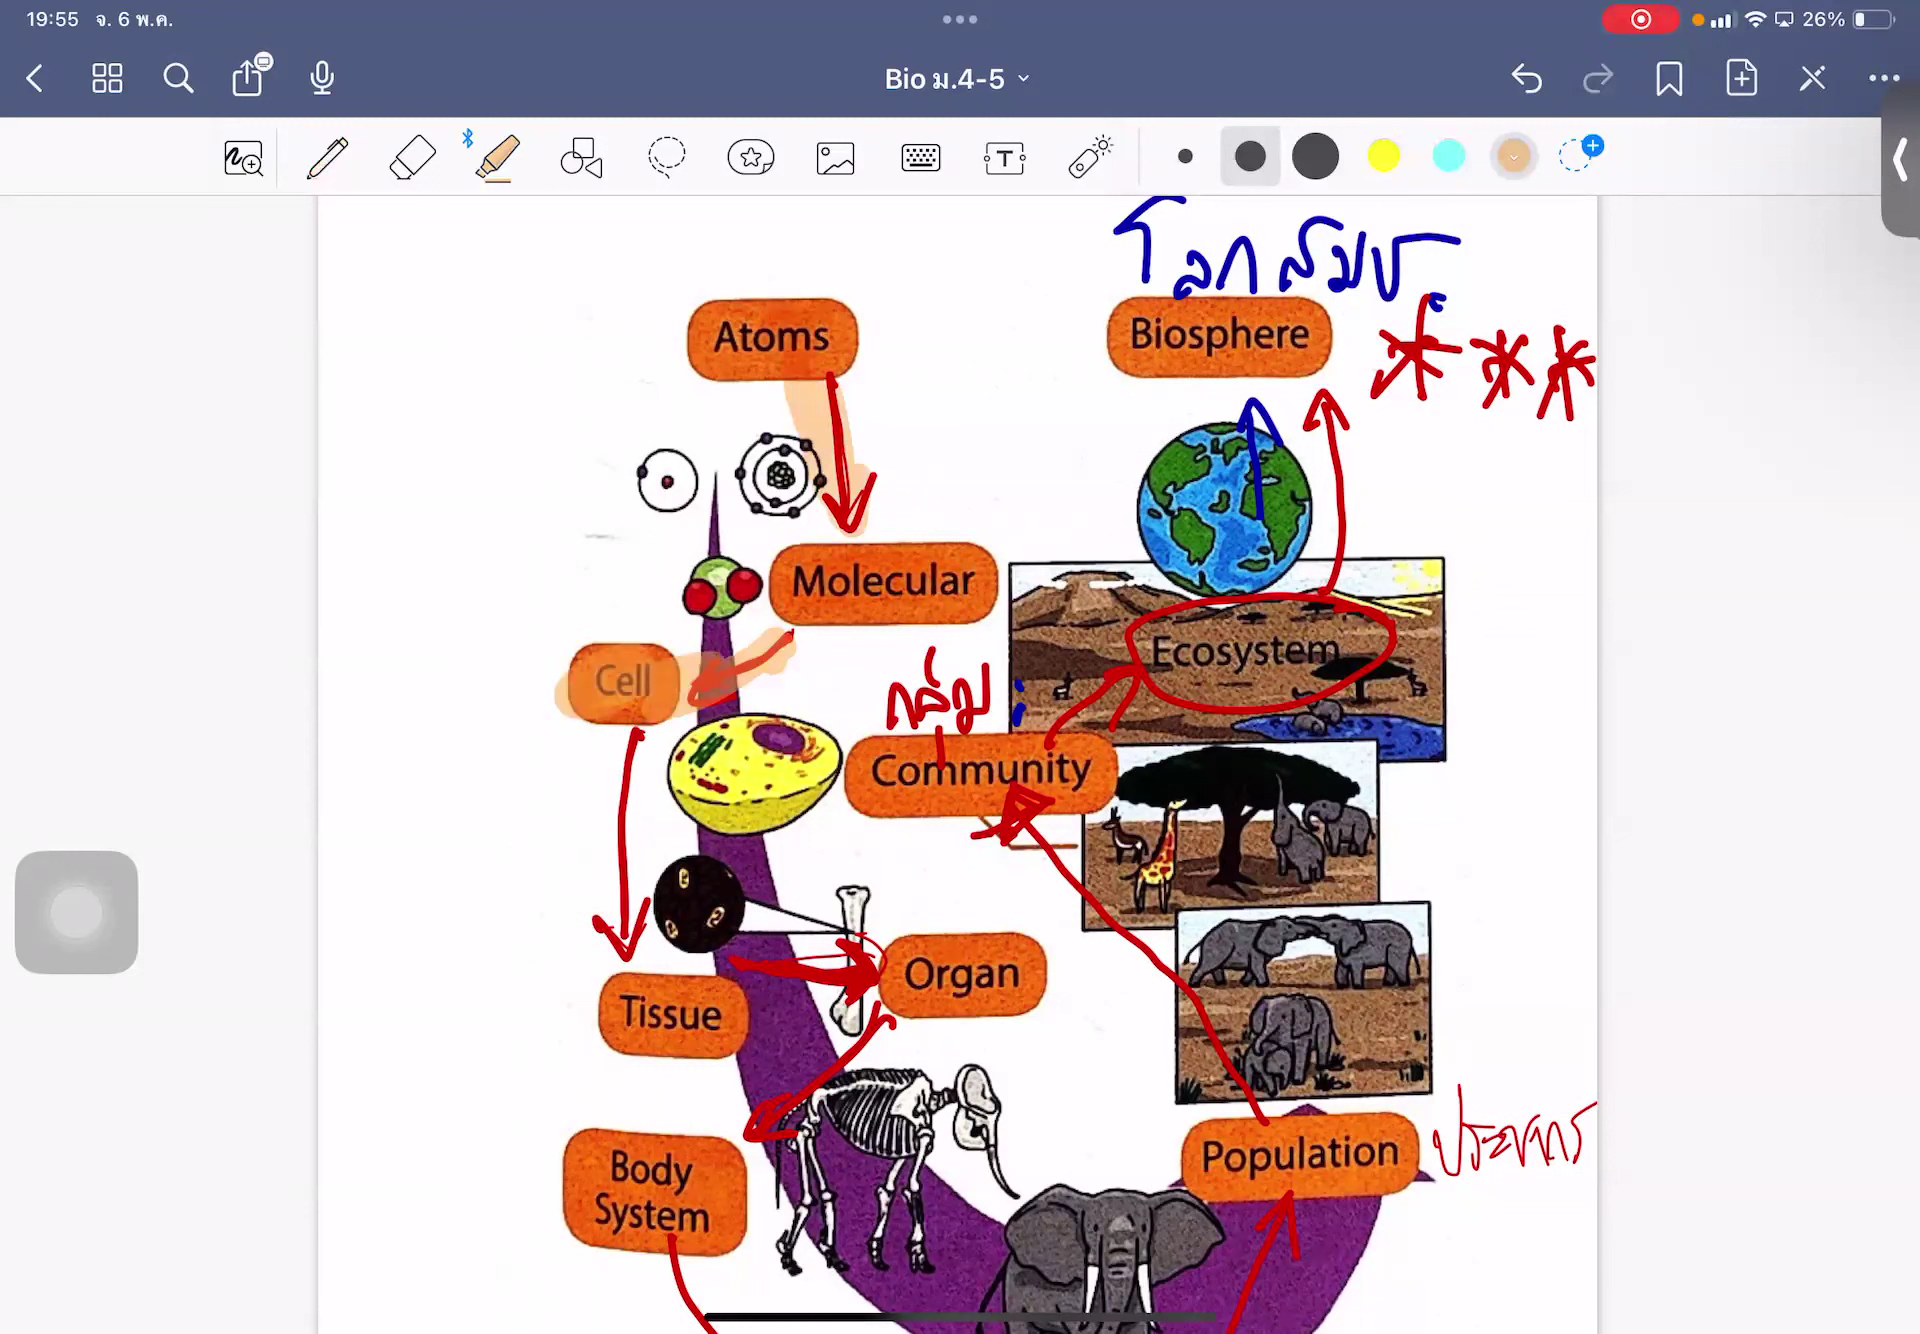 19:55 จ. 6 พ.ค.
26%
Bio ม.4-5
T
โลกสมช
Atoms
Biosphere
Molecular
Ecosystem
Cell
กลุ่ม :
Community
Organ
Tissue
Population
ประชากร
Body
System